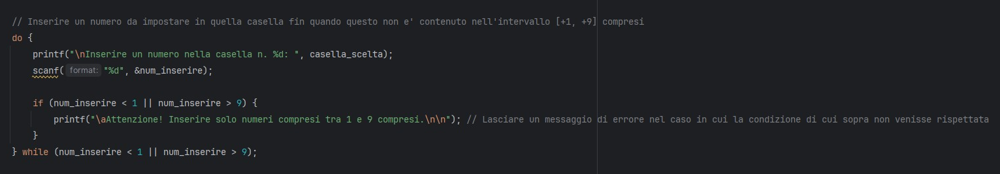 // Inserire un numero da impostare in quella casella fin quando questo non e' contenuto nell'intervallo [+1, +9] compresi
do {
    printf("\nInserire un numero nella casella n. %d: ", casella_scelta);
    scanf( format: "%d", &num_inserire);

    if (num_inserire < 1 || num_inserire > 9) {
        printf("\aAttenzione! Inserire solo numeri compresi tra 1 e 9 compresi.\n\n"); // Lasciare un messaggio di errore nel caso in cui la condizione di cui sopra non venisse rispettata
    }
} while (num_inserire < 1 || num_inserire > 9);